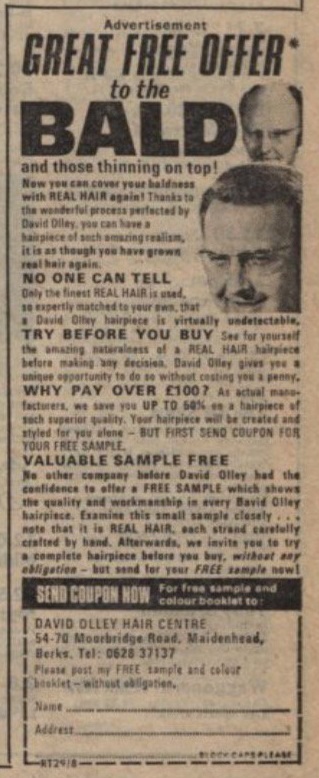 Advertisement
GREAT FREE OFFER*
to the
BALD
and those thinning on top!
Now you can cover your baldness
with REAL HAIR again! Thanks to
the wonderful process perfected by
David Olley, you can have a
hairpiece of such amazing realism,
it is as though you have grown
real hair again.
NO ONE CAN TELL
Only the finest REAL HAIR is used,
so expertly matched to your own, that
a David Olley hairpiece is virtually undetectable.
TRY BEFORE YOU BUY See for yourself
the amazing naturalness of a REAL HAIR hairpiece
before making any decision. David Olley gives you a
unique opportunity to do so without costing you a penny.
WHY PAY OVER £100? As actual manu-
facturers, we save you UP TO 50% on a hairpiece of
such superior quality. Your hairpiece will be created and
styled for you alone – BUT FIRST SEND COUPON FOR
YOUR FREE SAMPLE.
VALUABLE SAMPLE FREE
No other company before David Olley had the
confidence to offer a FREE SAMPLE which shows
the quality and workmanship in every David Olley
hairpiece. Examine this small sample closely . . .
note that it is REAL HAIR, each strand carefully
crafted by hand. Afterwards, we invite you to try
a complete hairpiece before you buy, without any
obligation – but send for your FREE sample now!
SEND COUPON NOW For free sample and
colour booklet to:
DAVID OLLEY HAIR CENTRE
54-70 Moorbridge Road, Maidenhead,
Berks. Tel: 0628 37137
Please post my FREE sample and colour
booklet – without obligation.
Name
Address
BLOCK CAPS PLEASE
RT29/8